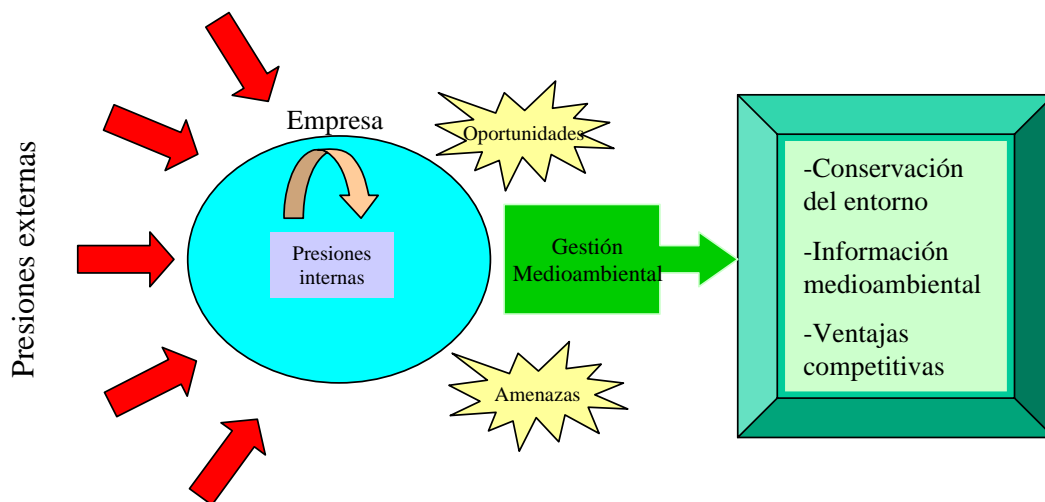 Presiones externas
Empresa
Presiones
internas
Oportunidades
Amenazas
Gestión
Medioambiental
-Conservación
del entorno
-Información
medioambiental
-Ventajas
competitivas